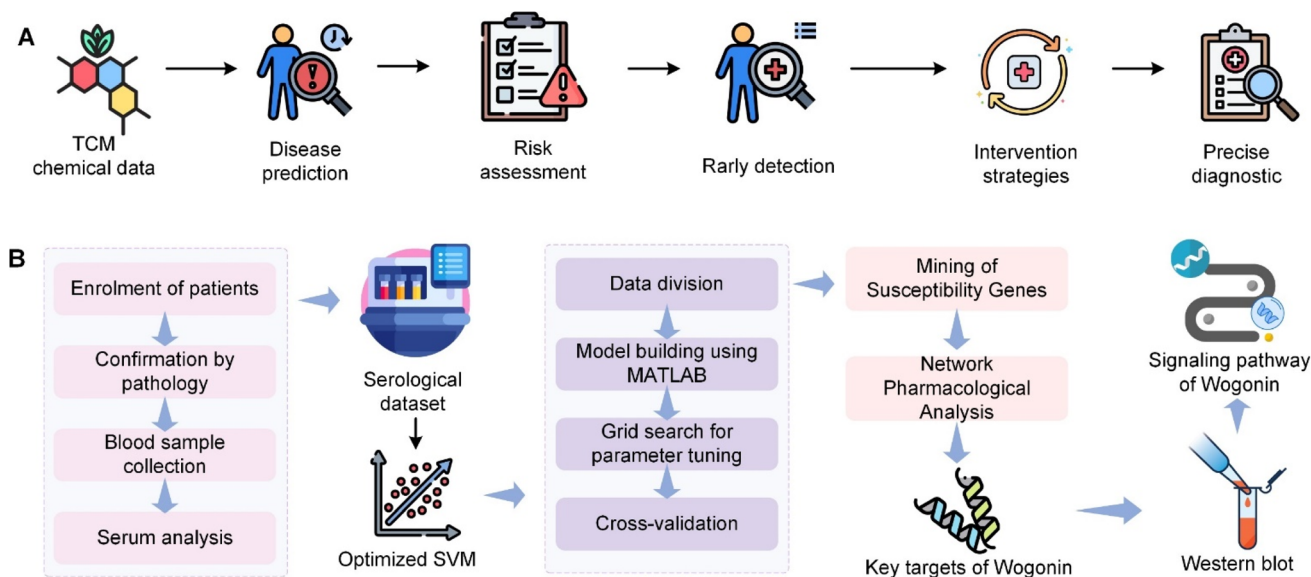 A
TCM
chemical data
Disease
prediction
Risk
assessment
Rarly detection
Intervention
strategies
Precise
diagnostic
B
Enrolment of patients
Confirmation by
pathology
Blood sample
collection
Serum analysis
Serological
dataset
Optimized SVM
Data division
Model building using
MATLAB
Grid search for
parameter tuning
Cross-validation
Mining of
Susceptibility Genes
Network
Pharmacological
Analysis
Key targets of Wogonin
Signaling pathway
of Wogonin
Western blot